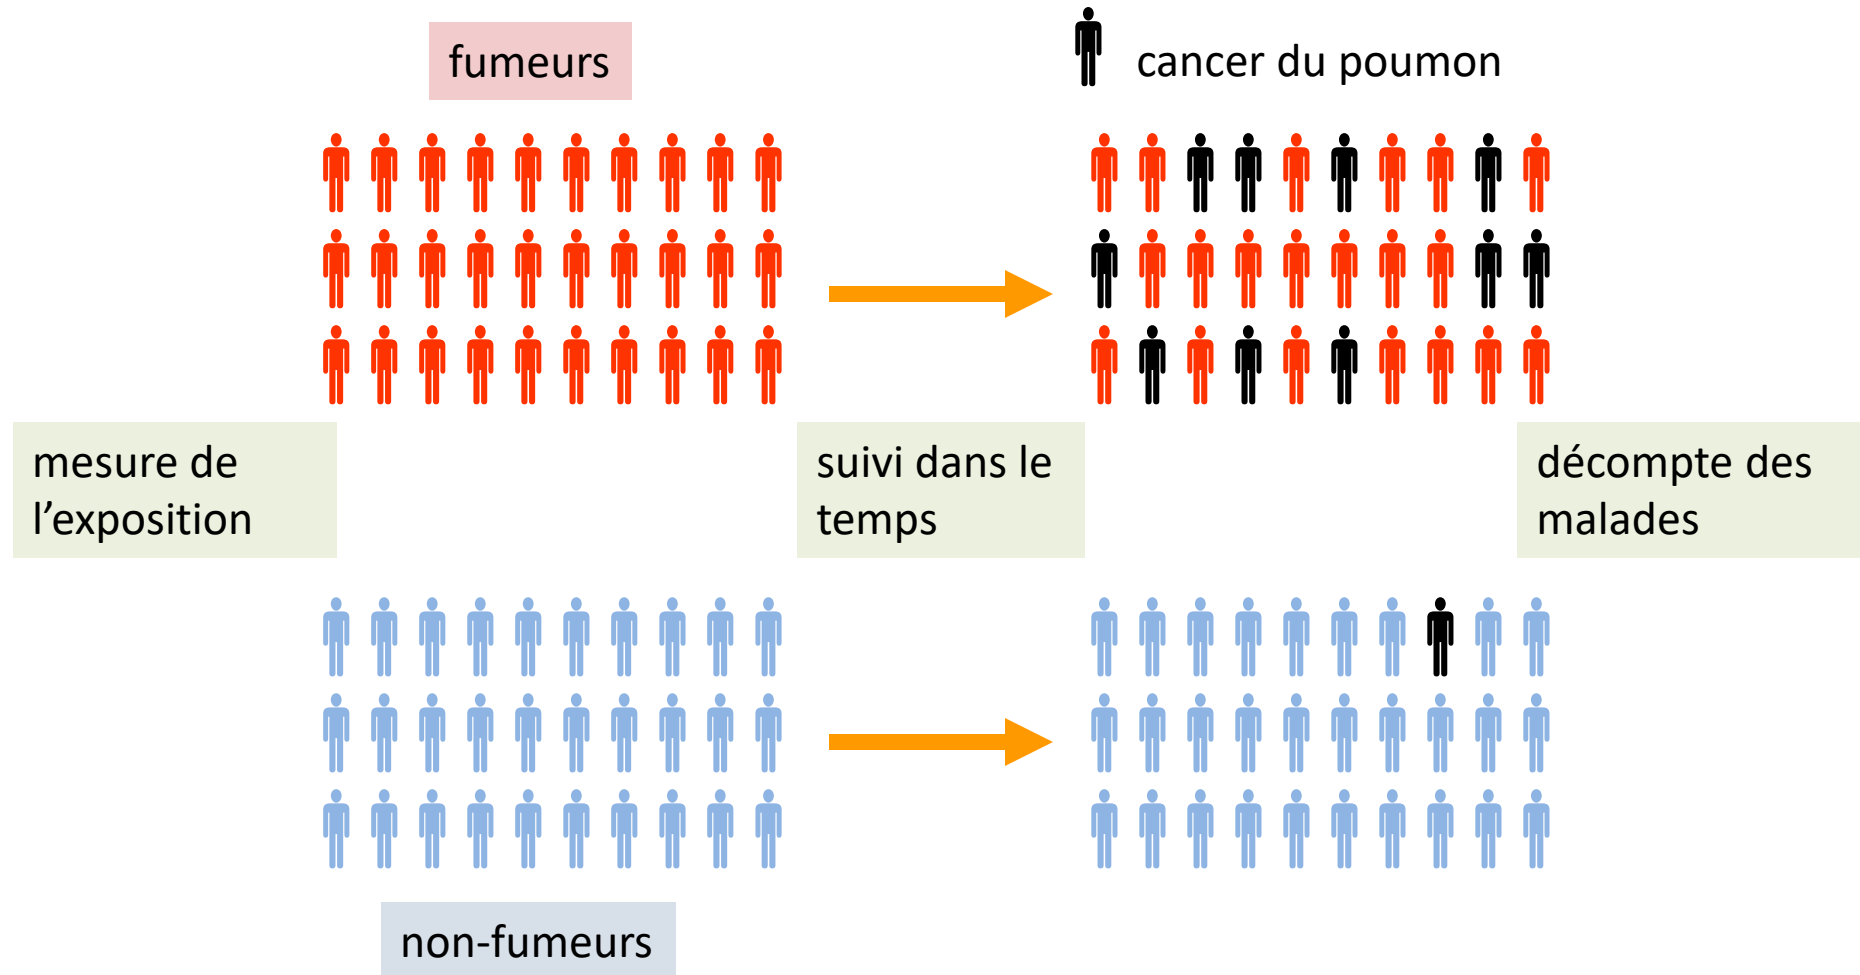 fumeurs
cancer du poumon
mesure de
l’exposition
suivi dans le
temps
décompte des
malades
non-fumeurs